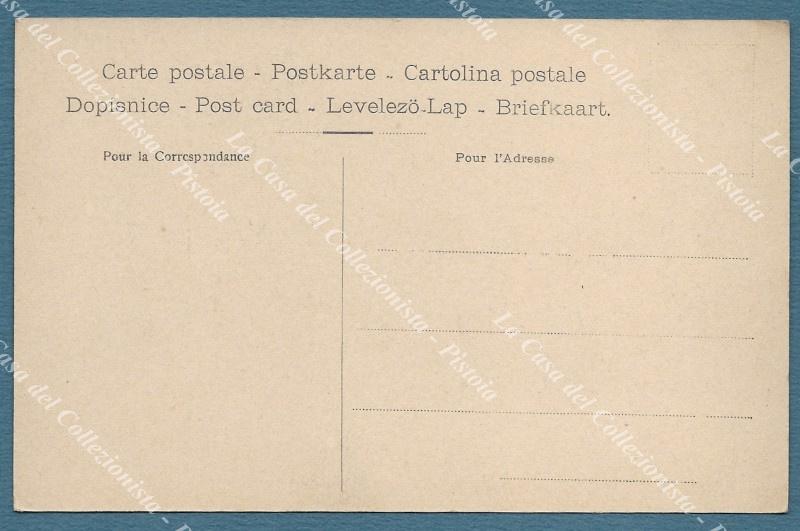 Carte postale - Postkarte - Cartolina postale
Dopisnice - Post card - Levelezö-Lap - Briefkaart.
Pour la Correspondance
Pour l'Adresse
La Casa del Collezionista - Pistoia
La Casa del Collezionista - Pistoia
La Casa del Collezionista - Pistoia
La Casa del Collezionista - Pistoia